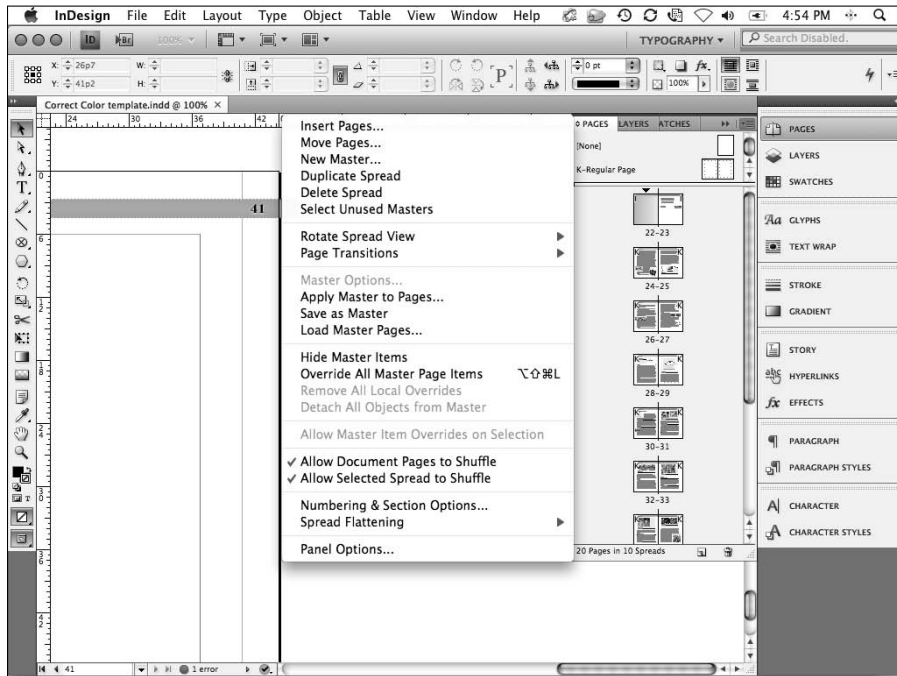 InDesign File Edit Layout Type Object Table View Window Help 4:54 PM
ID Br 100% TYPOGRAPHY Search Disabled.
X: 26p7 W: 0 pt
Y: 41p2 H: 100%
Correct Color template.indd @ 100% ×
24 30 36 42
41
Insert Pages...
Move Pages...
New Master...
Duplicate Spread
Delete Spread
Select Unused Masters
Rotate Spread View
Page Transitions
Master Options...
Apply Master to Pages...
Save as Master
Load Master Pages...
Hide Master Items
Override All Master Page Items ⌥⇧⌘L
Remove All Local Overrides
Detach All Objects from Master
Allow Master Item Overrides on Selection
✓ Allow Document Pages to Shuffle
✓ Allow Selected Spread to Shuffle
Numbering & Section Options...
Spread Flattening
Panel Options...
PAGES LAYERS ATCHES
[None]
K-Regular Page
22-23
24-25
26-27
28-29
30-31
32-33
20 Pages in 10 Spreads
PAGES
LAYERS
SWATCHES
GLYPHS
TEXT WRAP
STROKE
GRADIENT
STORY
HYPERLINKS
EFFECTS
PARAGRAPH
PARAGRAPH STYLES
CHARACTER
CHARACTER STYLES
41 1 error